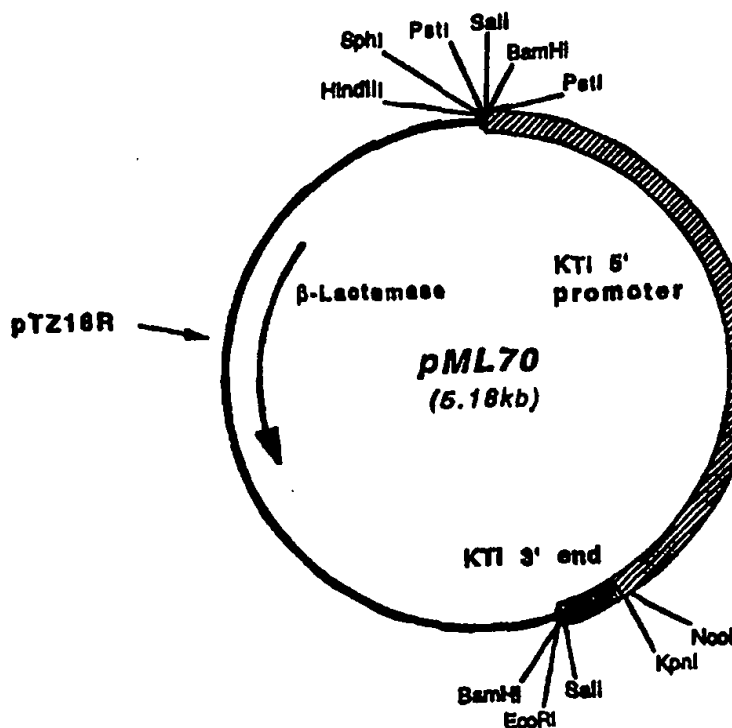 SphI
PstI
SalI
BamHI
PstI
HindIII
KTI 5'
promoter
β-Lactamase
pTZ18R
pML70
(5.18kb)
KTI 3' end
NcoI
KpnI
BamHI
EcoRI
SalI